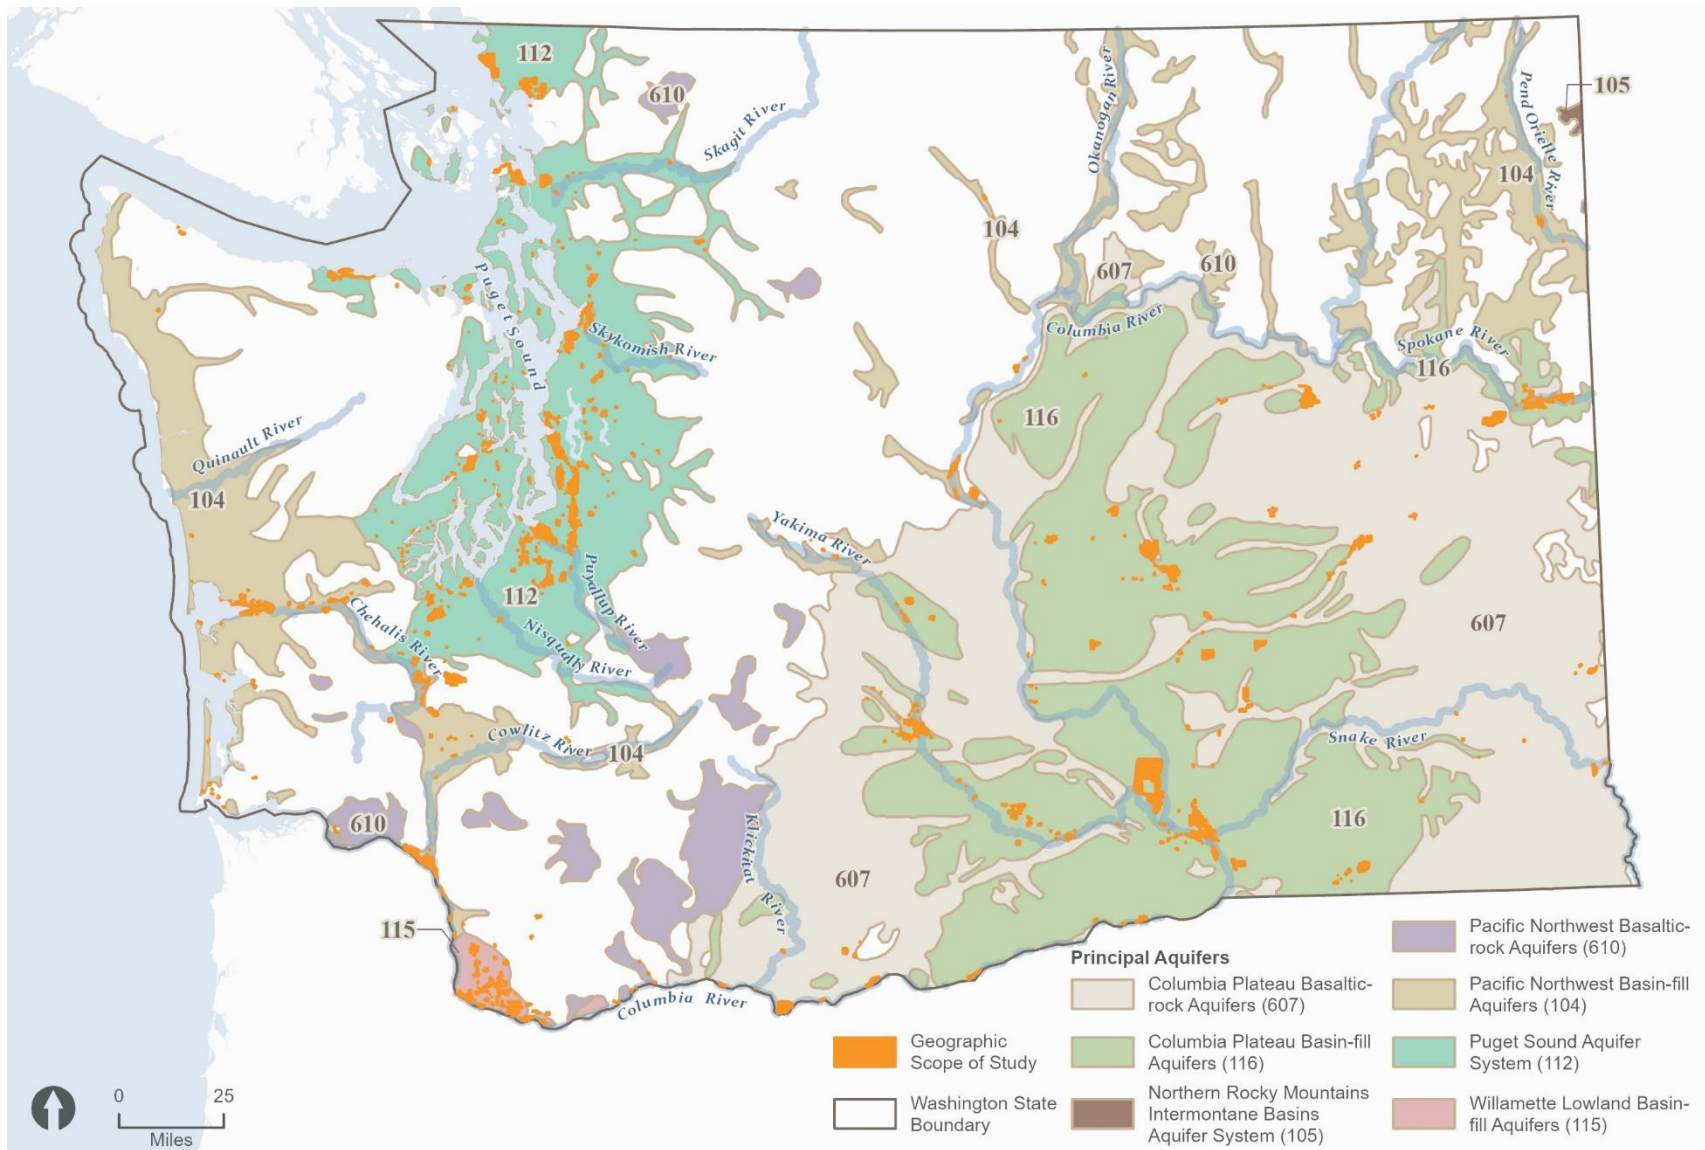 112
610
Skagit River
Okanogan River
Pend Orielle River
105
104
104
607
610
Columbia River
Puget Sound
Skykomish River
Spokane River
116
116
Quinault River
104
Yakima River
Puyallup River
112
Chehalis River
Nisqually River
607
Cowlitz River
104
Snake River
610
Klickitat River
116
607
115
Columbia River
Principal Aquifers
Columbia Plateau Basaltic-
rock Aquifers (607)
Columbia Plateau Basin-fill
Aquifers (116)
Northern Rocky Mountains
Intermontane Basins
Aquifer System (105)
Pacific Northwest Basaltic-
rock Aquifers (610)
Pacific Northwest Basin-fill
Aquifers (104)
Puget Sound Aquifer
System (112)
Willamette Lowland Basin-
fill Aquifers (115)
Geographic
Scope of Study
Washington State
Boundary
0 25
Miles